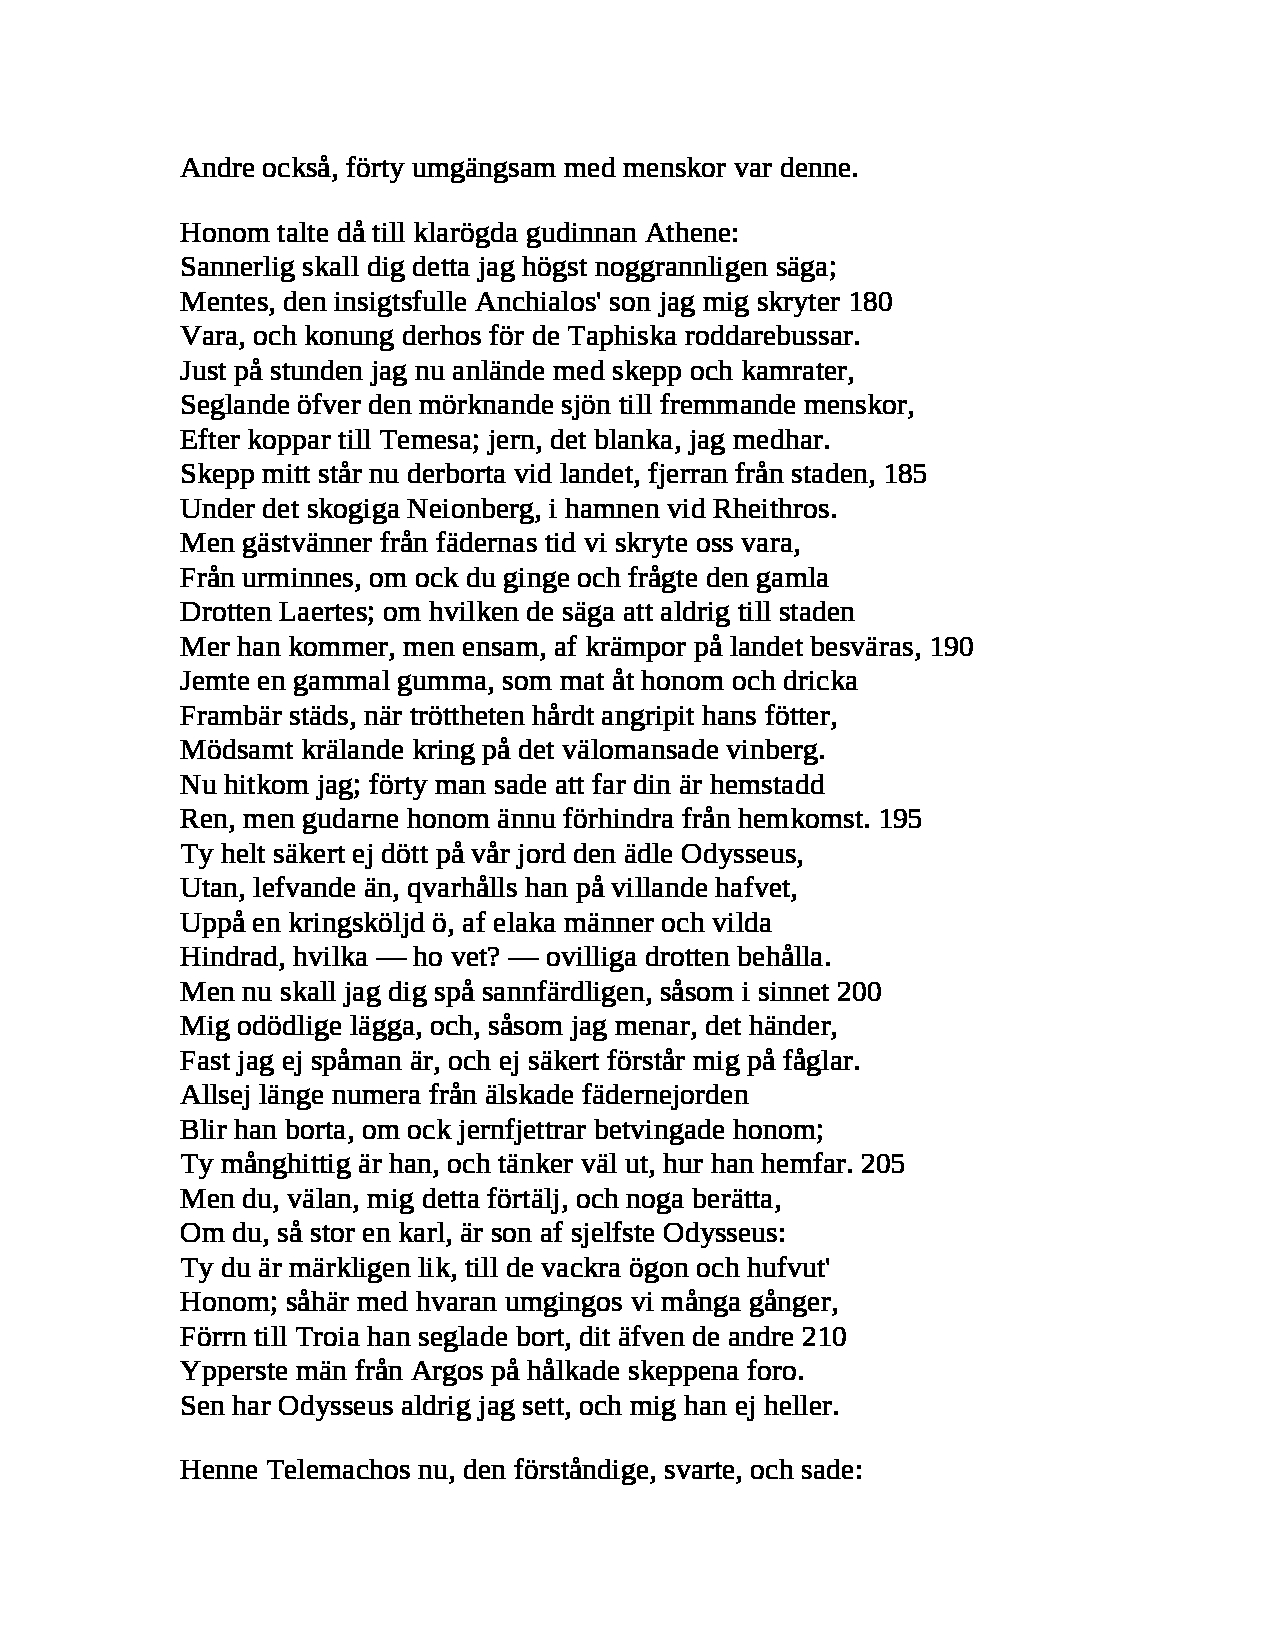 Andre också, förty umgängsam med menskor var denne.
Honom talte då till klarögda gudinnan Athene:
Sannerlig skall dig detta jag högst noggrannligen säga;
Mentes, den insigtsfulle Anchialos' son jag mig skryter 180
Vara, och konung derhos för de Taphiska roddarebussar.
Just på stunden jag nu anlände med skepp och kamrater,
Seglande öfver den mörknande sjön till fremmande menskor,
Efter koppar till Temesa; jern, det blanka, jag medhar.
Skepp mitt står nu derborta vid landet, fjerran från staden, 185
Under det skogiga Neionberg, i hamnen vid Rheithros.
Men gästvänner från fädernas tid vi skryte oss vara,
Från urminnes, om ock du ginge och frågte den gamla
Drotten Laertes; om hvilken de säga att aldrig till staden
Mer han kommer, men ensam, af krämpor på landet besväras, 190
Jemte en gammal gumma, som mat åt honom och dricka
Frambär städs, när tröttheten hårdt angripit hans fötter,
Mödsamt krälande kring på det välomansade vinberg.
Nu hitkom jag; förty man sade att far din är hemstadd
Ren, men gudarne honom ännu förhindra från hemkomst. 195
Ty helt säkert ej dött på vår jord den ädle Odysseus,
Utan, lefvande än, qvarhålls han på villande hafvet,
Uppå en kringsköljd ö, af elaka männer och vilda
Hindrad, hvilka — ho vet? — ovilliga drotten behålla.
Men nu skall jag dig spå sannfärdligen, såsom i sinnet 200
Mig odödlige lägga, och, såsom jag menar, det händer,
Fast jag ej spåman är, och ej säkert förstår mig på fåglar.
Allsej länge numera från älskade fädernejorden
Blir han borta, om ock jernfjettrar betvingade honom;
Ty månghittig är han, och tänker väl ut, hur han hemfar. 205
Men du, välan, mig detta förtälj, och noga berätta,
Om du, så stor en karl, är son af sjelfste Odysseus:
Ty du är märkligen lik, till de vackra ögon och hufvut'
Honom; såhär med hvaran umgingos vi många gånger,
Förrn till Troia han seglade bort, dit äfven de andre 210
Ypperste män från Argos på hålkade skeppena foro.
Sen har Odysseus aldrig jag sett, och mig han ej heller.
Henne Telemachos nu, den förståndige, svarte, och sade: